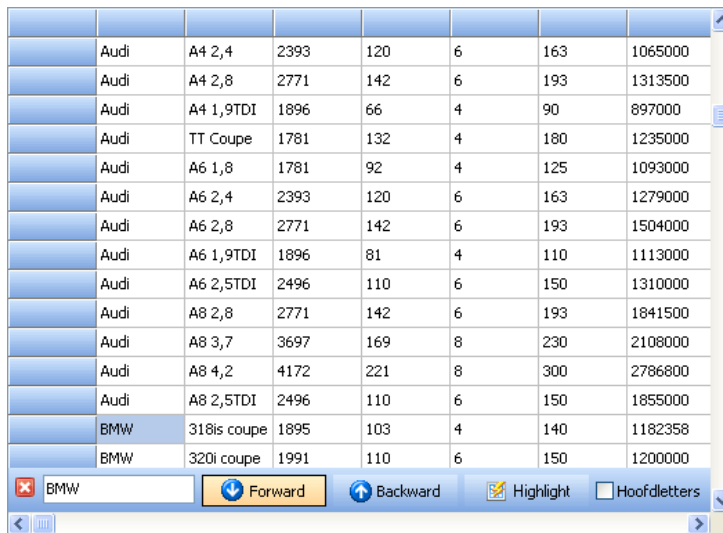 Audi A4 2,4 2393 120 6 163 1065000
Audi A4 2,8 2771 142 6 193 1313500
Audi A4 1,9TDI 1896 66 4 90 897000
Audi TT Coupe 1781 132 4 180 1235000
Audi A6 1,8 1781 92 4 125 1093000
Audi A6 2,4 2393 120 6 163 1279000
Audi A6 2,8 2771 142 6 193 1504000
Audi A6 1,9TDI 1896 81 4 110 1113000
Audi A6 2,5TDI 2496 110 6 150 1310000
Audi A8 2,8 2771 142 6 193 1841500
Audi A8 3,7 3697 169 8 230 2108000
Audi A8 4,2 4172 221 8 300 2786800
Audi A8 2,5TDI 2496 110 6 150 1855000
BMW 318is coupe 1895 103 4 140 1182358
BMW 320i coupe 1991 110 6 150 1200000
BMW Forward Backward Highlight Hoofdletters